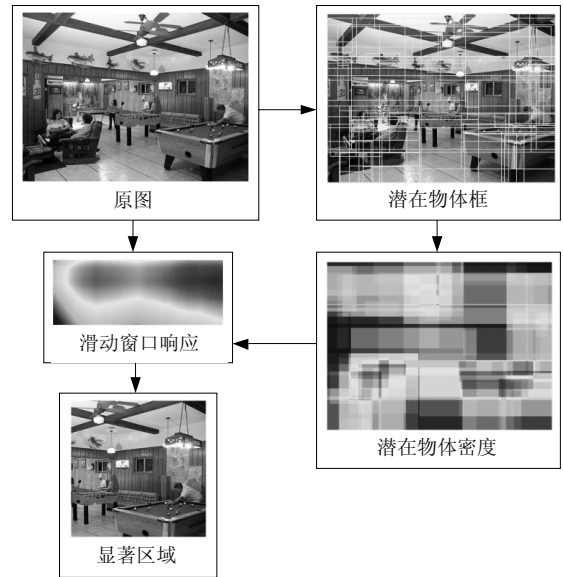 原图
潜在物体框
滑动窗口响应
潜在物体密度
显著区域